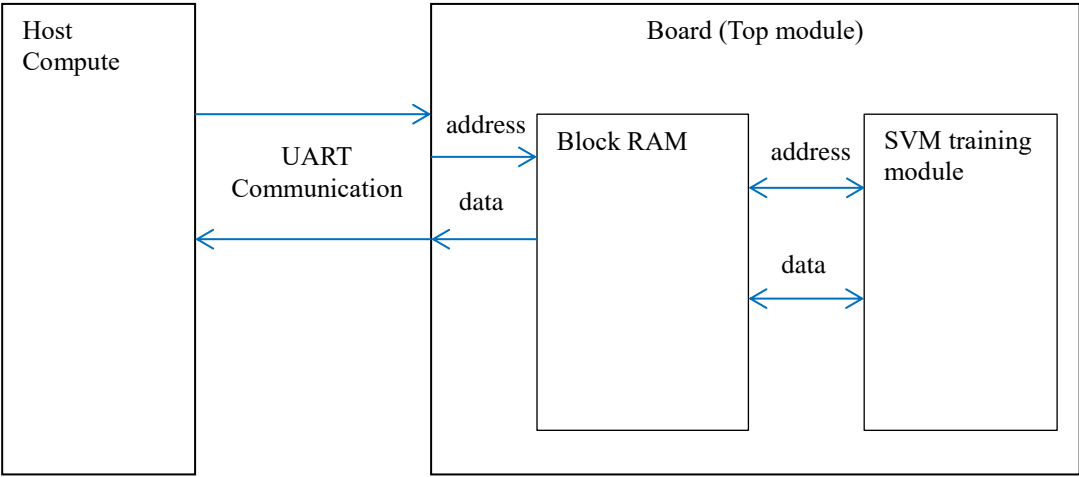 Host
Compute
Board (Top module)
UART
Communication
address
data
Block RAM
address
data
SVM training
module